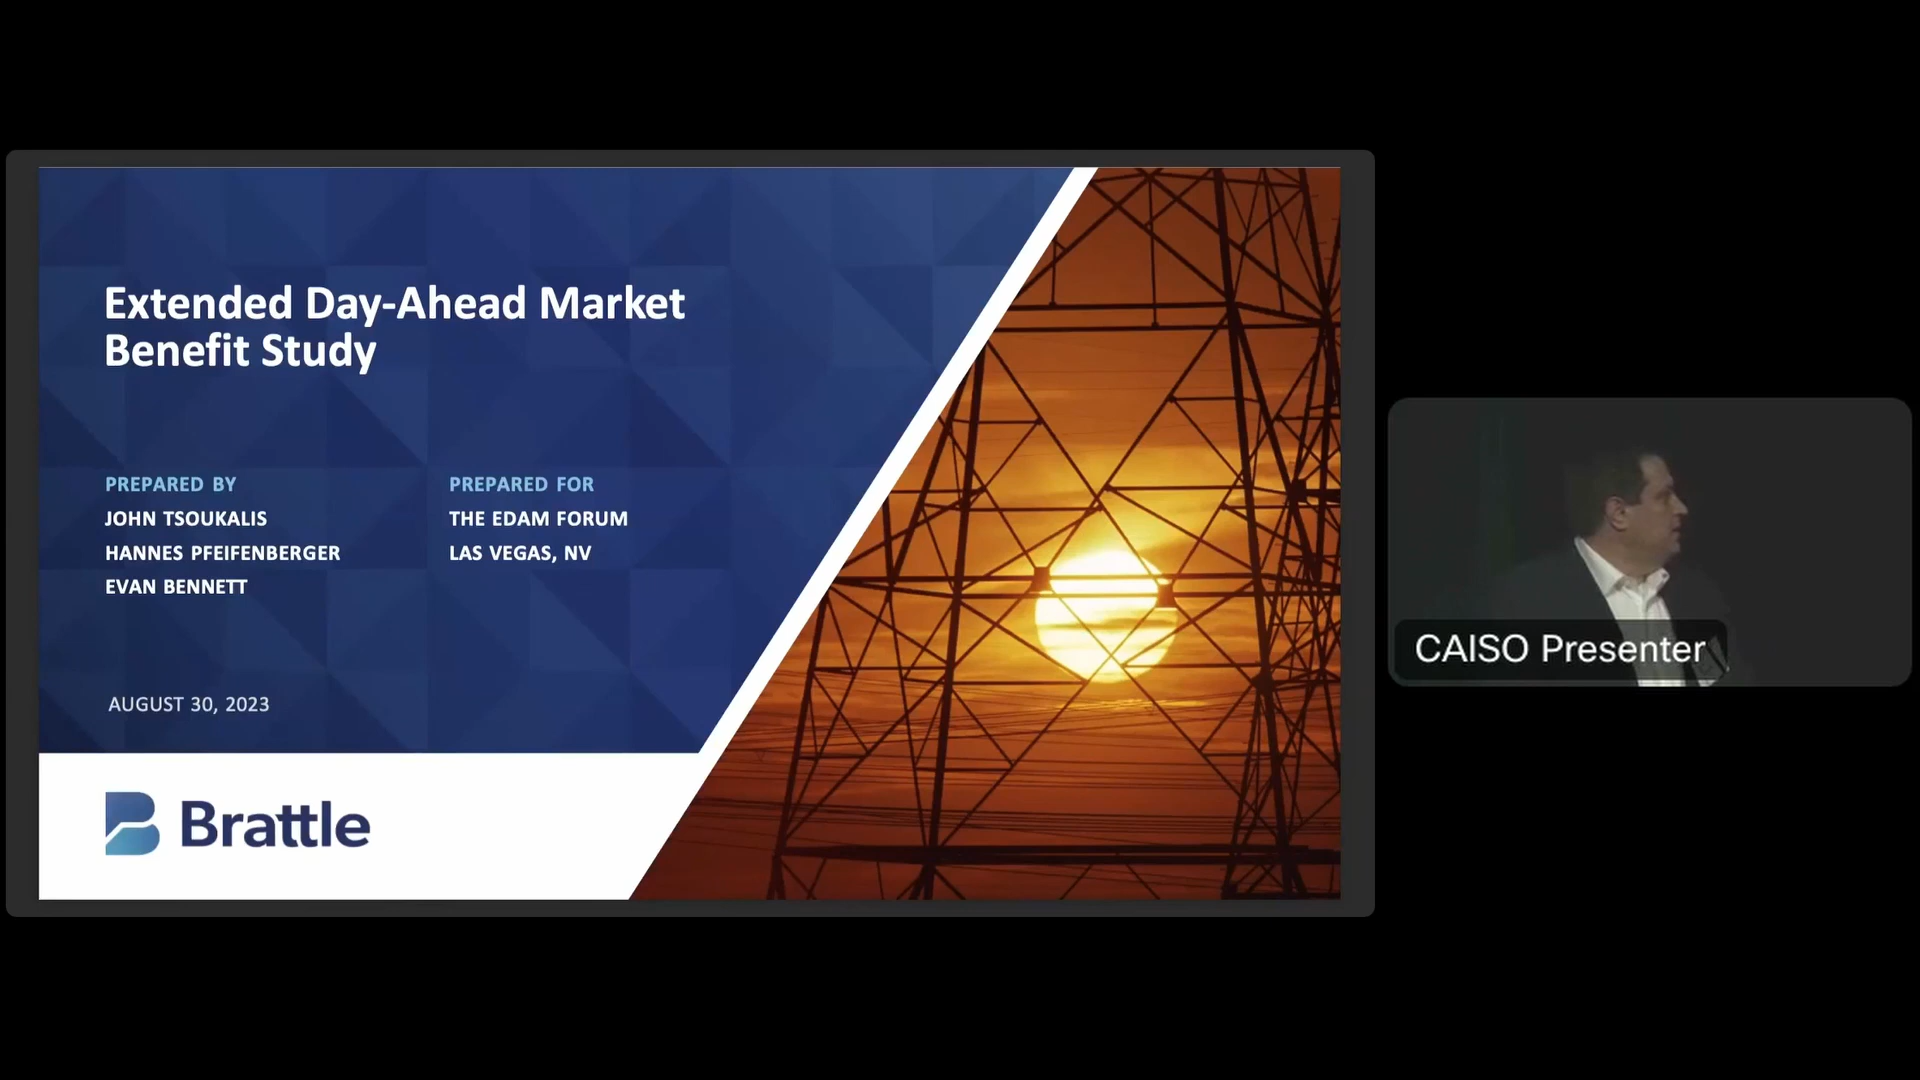 Extended Day-Ahead Market
Benefit Study
PREPARED BY
JOHN TSOUKALIS
HANNES PFEIFENBERGER
EVAN BENNETT
PREPARED FOR
THE EDAM FORUM
LAS VEGAS, NV
AUGUST 30, 2023
Brattle
CAISO Presenter